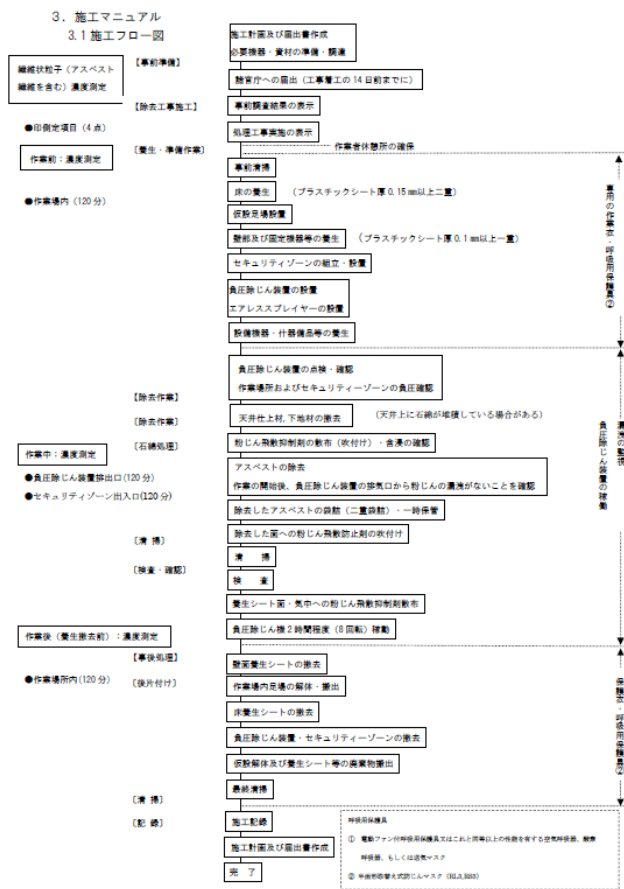 3．施工マニュアル
3.1 施工フロー図
施工計画及び届出書作成
必要機器・資材の準備・調達
繊維状粒子（アスベスト
繊維を含む）濃度測定
【事前準備】
諸官庁への届出（工事着工の 14 日前までに）
【除去工事施工】
事前調査結果の表示
●印側定項目（4 点）
処理工事実施の表示
〔養生・準備作業〕
作業者休憩所の確保
作業前：濃度測定
事前清掃
●作業場内（120 分）
床の養生
（プラスチックシート厚 0.15 mm以上二重）
仮設足場設置
壁部及び固定機器等の養生
（プラスチックシート厚 0.1 mm以上一重）
セキュリティゾーンの組立・設置
負圧除じん装置の設置
エアレススプレイヤーの設置
設備機器・什器備品等の養生
専用の作業衣・呼吸用保護具②
負圧除じん装置の点検・確認
作業場所およびセキュリティーゾーンの負圧確認
【除去作業】
〔除去作業〕
天井仕上材,下地材の撤去
（天井上に石綿が堆積している場合がある）
〔石綿処理〕
粉じん飛散抑制剤の散布（吹付け）・含浸の確認
作業中：濃度測定
アスベストの除去
作業の開始後、負圧除じん装置の排気口から粉じんの漏洩がないことを確認
●負圧除じん装置排出口(120 分)
●セキュリティゾーン出入口(120 分)
除去したアスベストの袋詰（二重袋詰）・一時保管
除去した面への粉じん飛散防止剤の吹付け
〔清 掃〕
清 掃
〔検査・確認〕
検 査
養生シート面・気中への粉じん飛散抑制剤散布
負圧除じん機 2 時間程度（8 回転）稼動
漏洩の監視
負圧除じん装置の稼働
作業後（養生撤去前）：濃度測定
【事後処理】
壁面養生シートの撤去
●作業場所内(120 分)
〔後片付け〕
作業場内足場の解体・搬出
床養生シートの撤去
負圧除じん装置・セキュリティゾーンの撤去
仮設解体及び養生シート等の廃棄物搬出
最終清掃
保護衣・呼吸用保護具②
〔清 掃〕
〔記 録〕
施工記録
施工計画及び届出書作成
完 了
呼吸用保護具
① 電動ファン付呼吸用保護具又はこれと同等以上の性能を有する空気呼吸器、酸素
呼吸器、もしくは送気マスク
② 半面形取替え式防じんマスク（RL3,RS3）